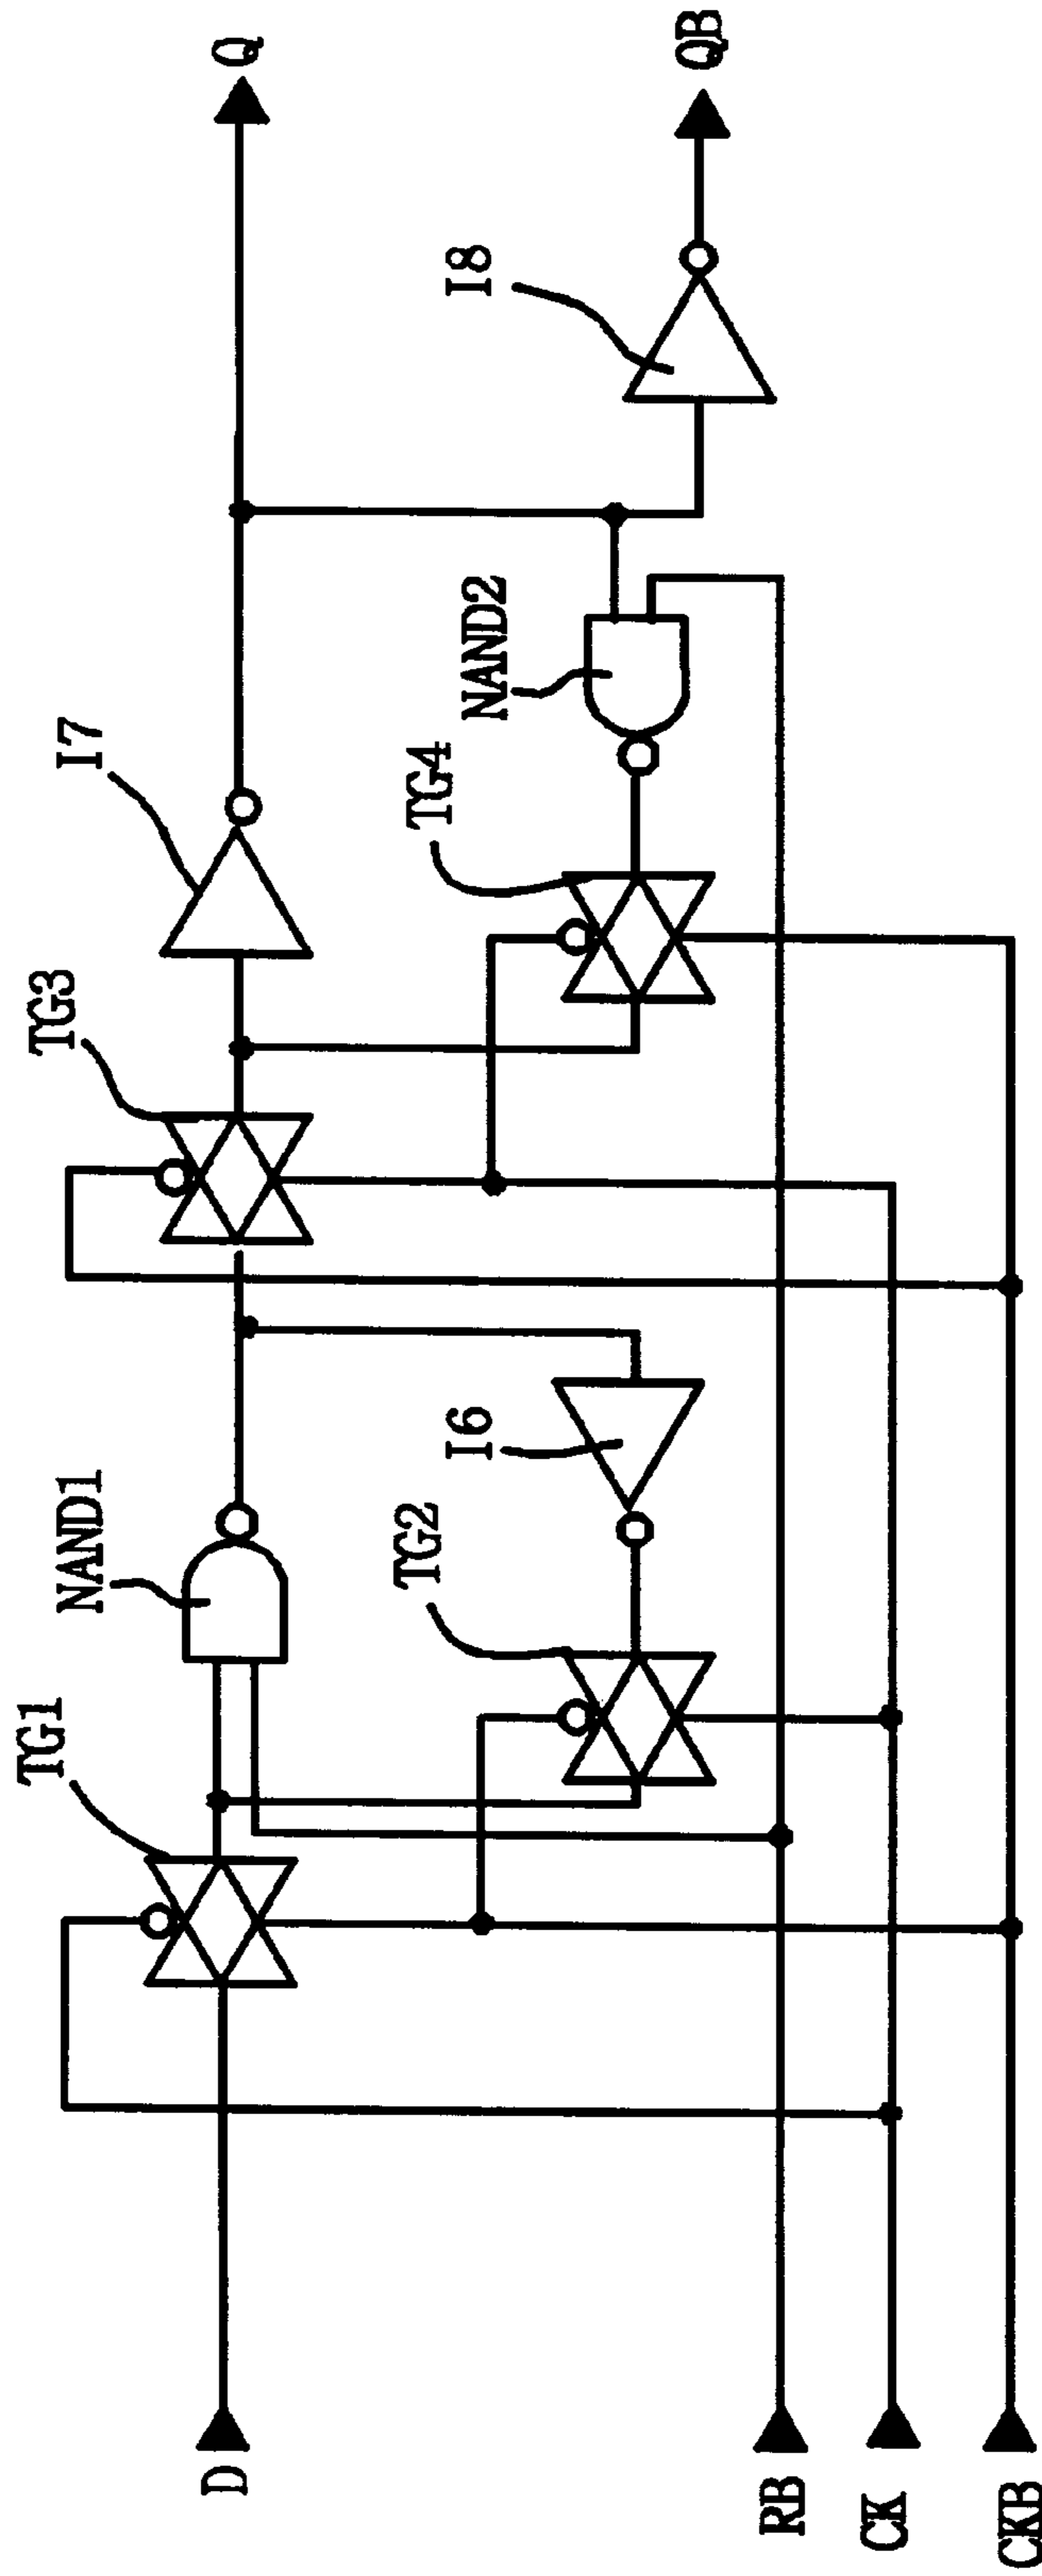 D
RB
CK
CKB
TG1
NAND1
TG2
I6
TG3
I7
TG4
NAND2
I8
Q
QB